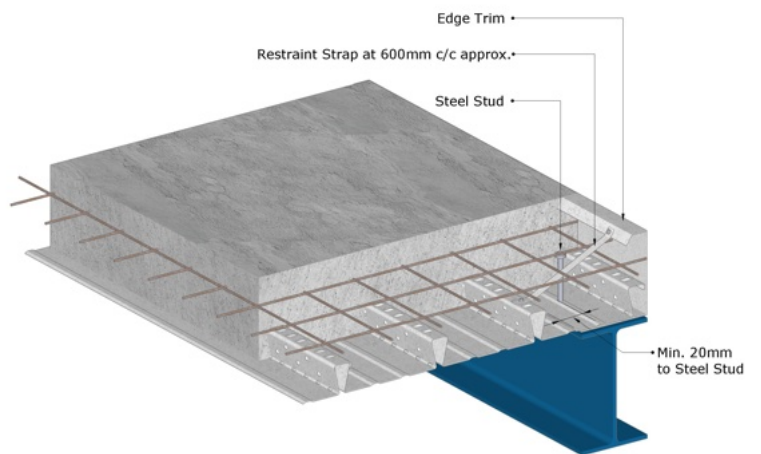 Edge Trim
Restraint Strap at 600mm c/c approx.
Steel Stud
Min. 20mm
to Steel Stud